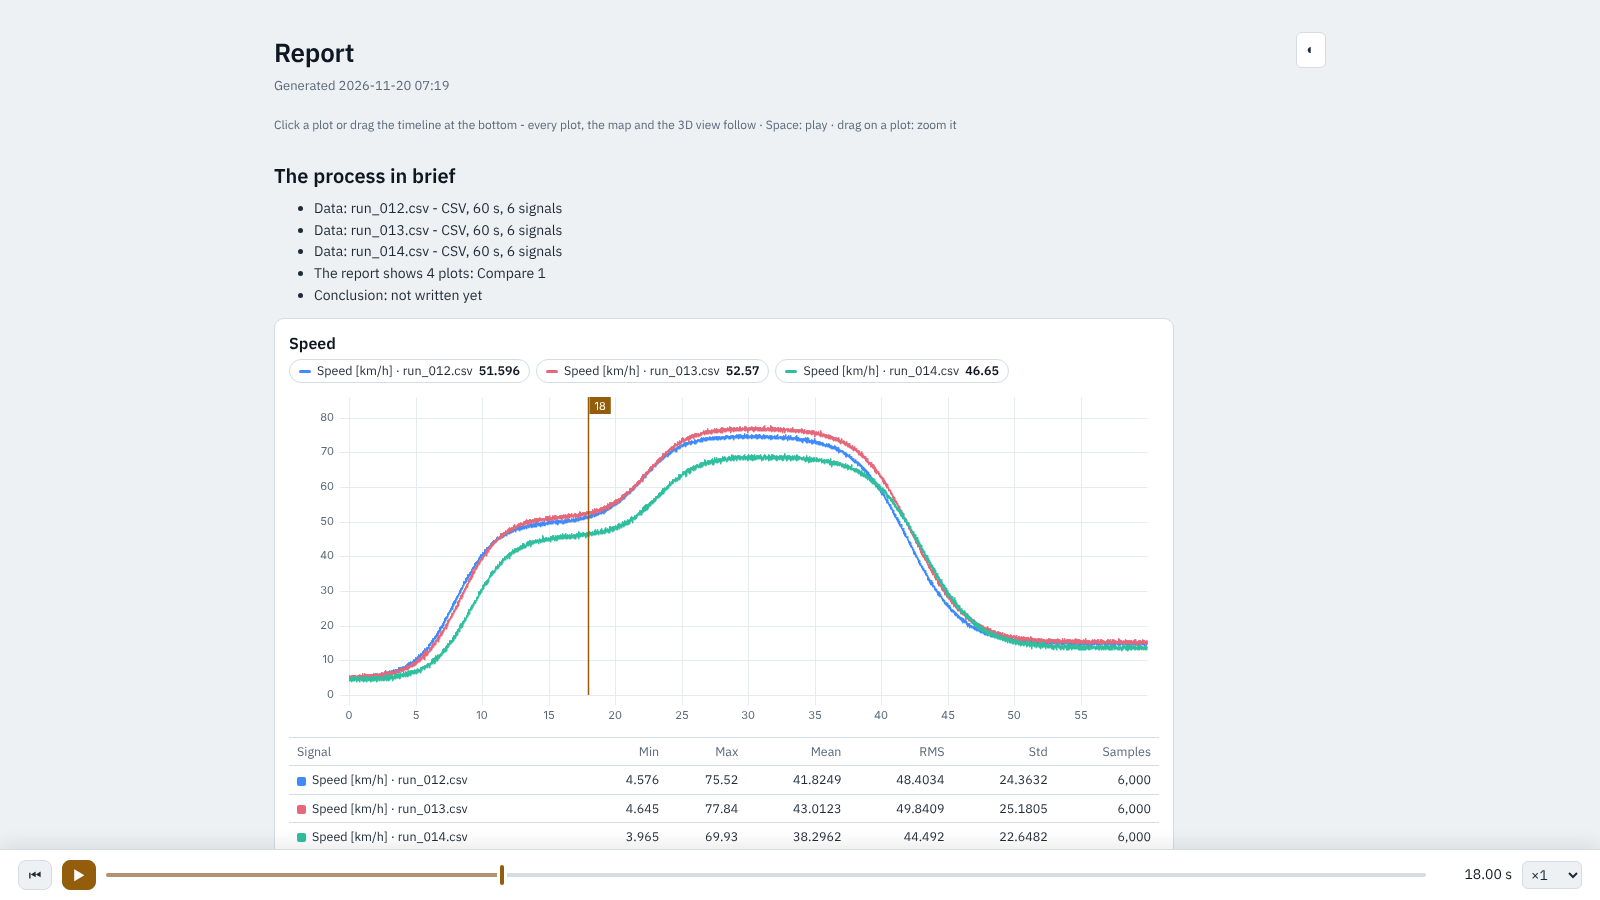 Report
Generated 2026-11-20 07:19
Click a plot or drag the timeline at the bottom - every plot, the map and the 3D view follow · Space: play · drag on a plot: zoom it
The process in brief
• Data: run_012.csv - CSV, 60 s, 6 signals
• Data: run_013.csv - CSV, 60 s, 6 signals
• Data: run_014.csv - CSV, 60 s, 6 signals
• The report shows 4 plots: Compare 1
• Conclusion: not written yet
Speed
Speed [km/h] · run_012.csv 51.596 Speed [km/h] · run_013.csv 52.57 Speed [km/h] · run_014.csv 46.65
18
80
70
60
50
40
30
20
10
0
0 5 10 15 20 25 30 35 40 45 50 55
Signal Min Max Mean RMS Std Samples
Speed [km/h] · run_012.csv 4.576 75.52 41.8249 48.4034 24.3632 6,000
Speed [km/h] · run_013.csv 4.645 77.84 43.0123 49.8409 25.1805 6,000
Speed [km/h] · run_014.csv 3.965 69.93 38.2962 44.492 22.6482 6,000
18.00 s ×1